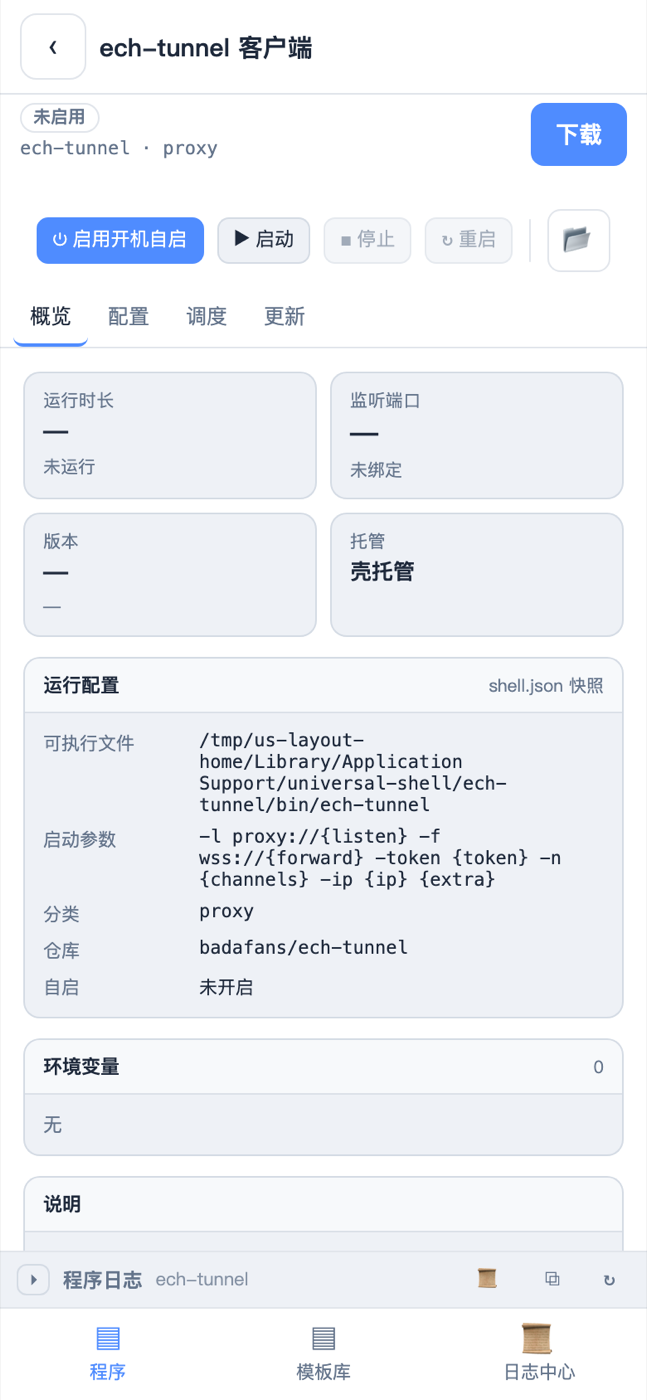 ech-tunnel 客户端
未启用
ech-tunnel · proxy
下载
启用开机自启
启动
停止
重启
概览
配置
调度
更新
运行时长
—
未运行
监听端口
—
未绑定
版本
—
—
托管
壳托管
运行配置
shell.json 快照
可执行文件
/tmp/us-layout-
home/Library/Application
Support/universal-shell/ech-
tunnel/bin/ech-tunnel
启动参数
-l proxy://{listen} -f
wss://{forward} -token {token} -n
{channels} -ip {ip} {extra}
分类
proxy
仓库
badafans/ech-tunnel
自启
未开启
环境变量
0
无
说明
程序日志 ech-tunnel
程序
模板库
日志中心